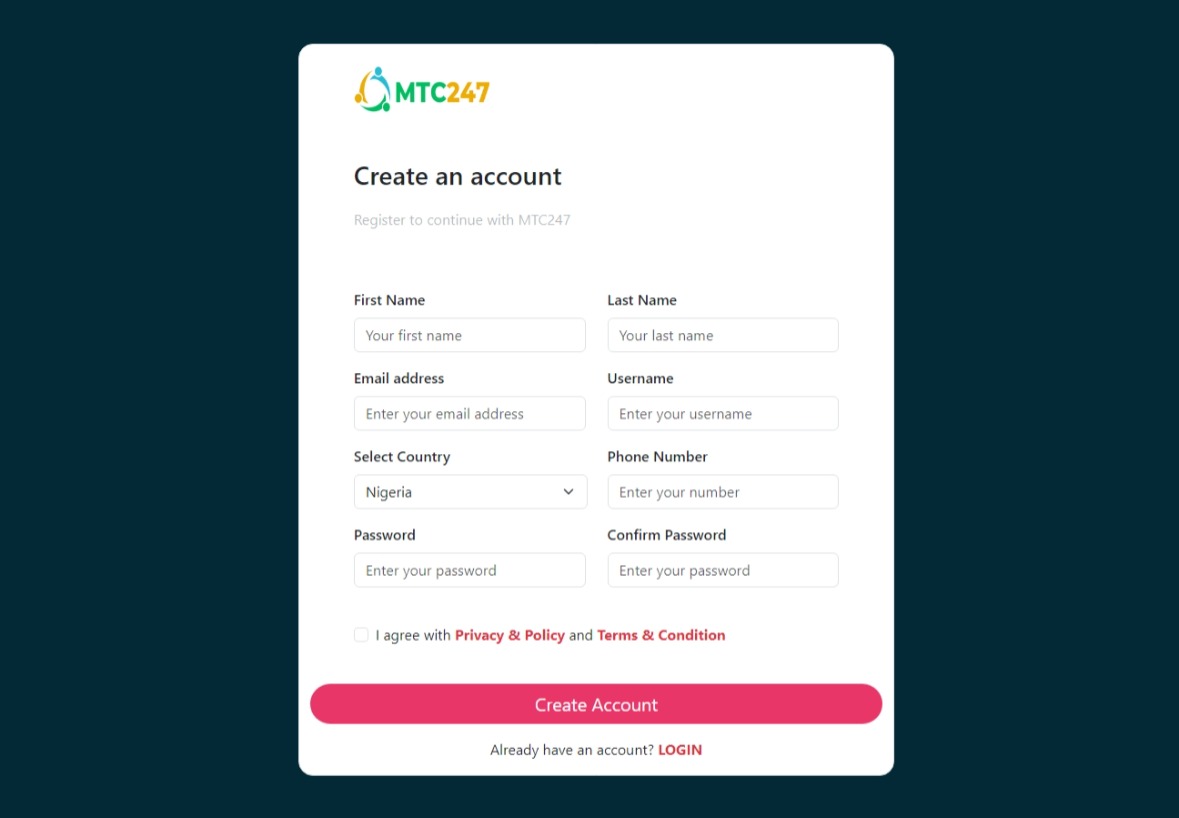 MTC247
Create an account
Register to continue with MTC247
First Name
Last Name
Your first name
Your last name
Email address
Username
Enter your email address
Enter your username
Select Country
Phone Number
Nigeria
Enter your number
Password
Confirm Password
Enter your password
Enter your password
I agree with Privacy & Policy and Terms & Condition
Create Account
Already have an account? LOGIN